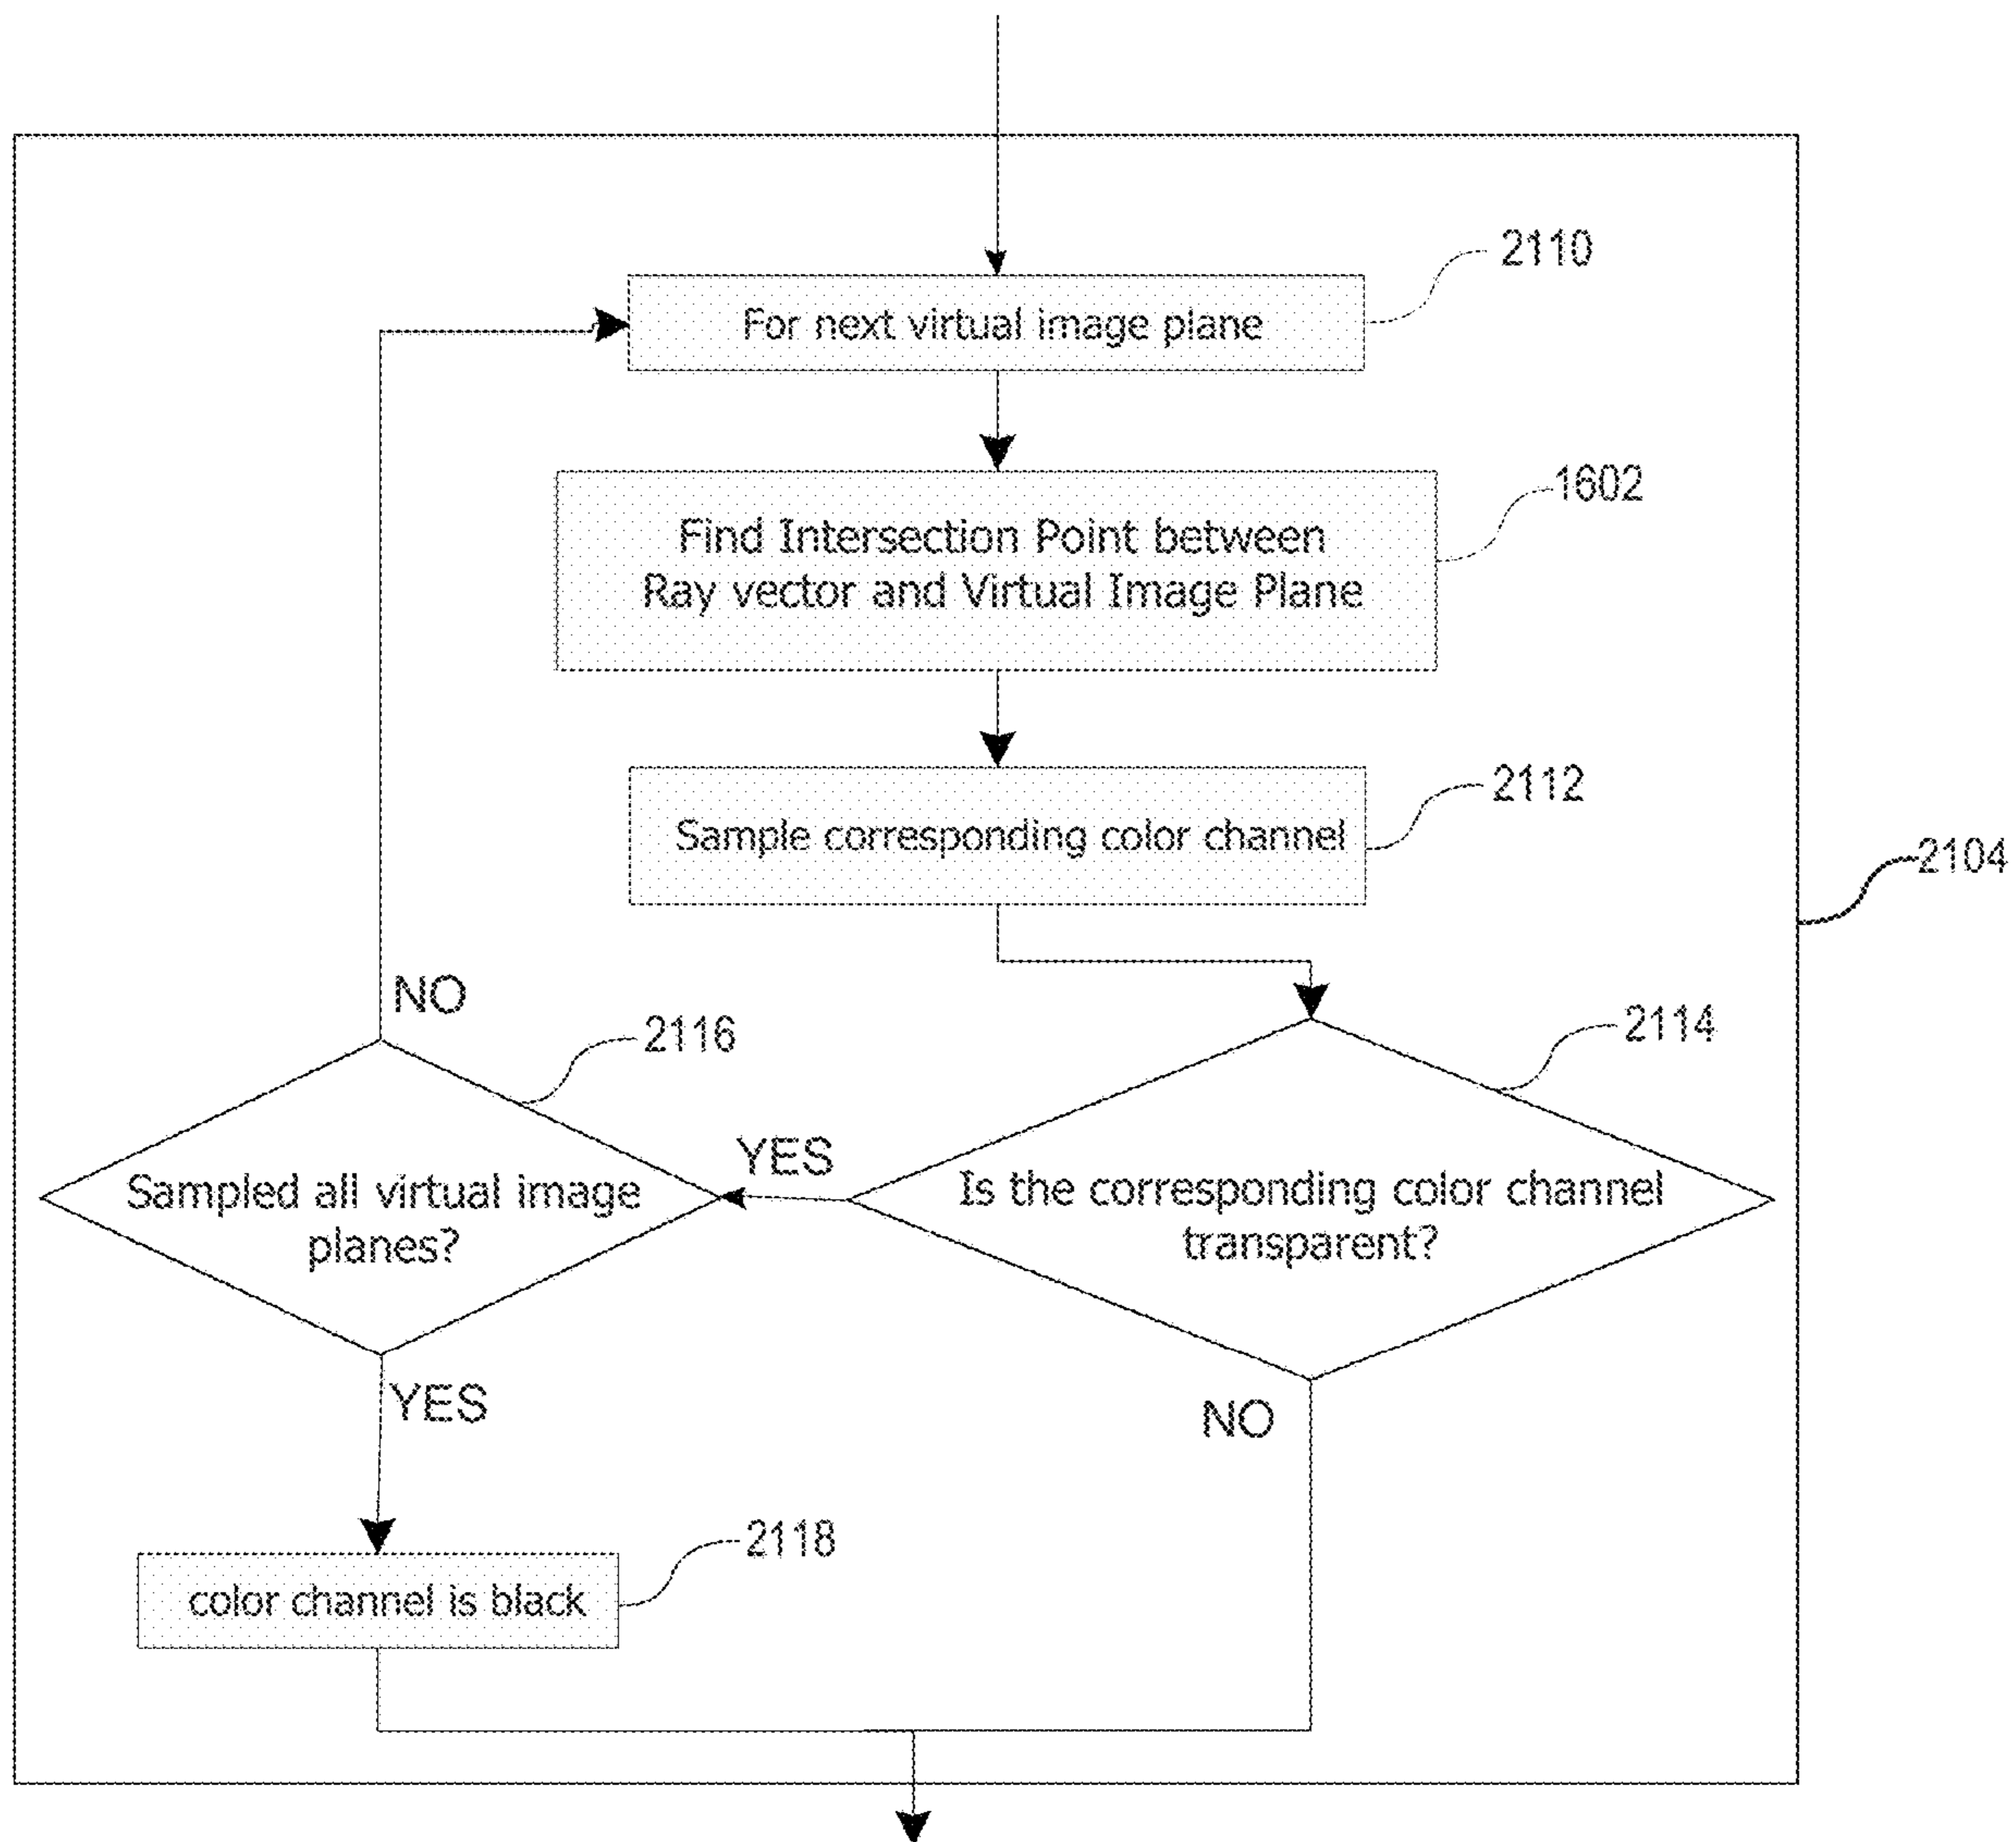 2110
For next virtual image plane
1602
Find Intersection Point between
Ray vector and Virtual Image Plane
2112
Sample corresponding color channel
2104
NO
2116
2114
YES
Sampled all virtual image
planes?
Is the corresponding color channel
transparent?
YES
NO
2118
color channel is black